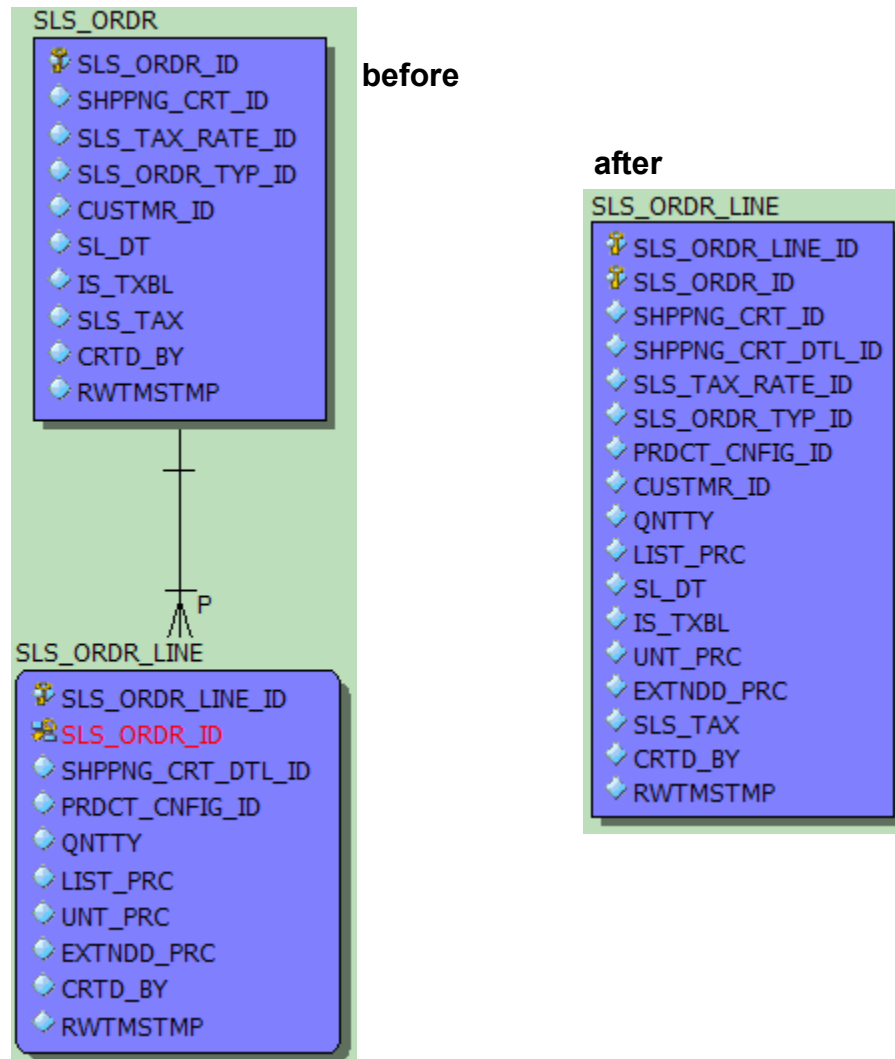 SLS_ORDR
SLS_ORDR_ID
SHPPNG_CRT_ID
SLS_TAX_RATE_ID
SLS_ORDR_TYP_ID
CUSTMR_ID
SL_DT
IS_TXBL
SLS_TAX
CRTD_BY
RWTMSTMP
before
P
SLS_ORDR_LINE
SLS_ORDR_LINE_ID
SLS_ORDR_ID
SHPPNG_CRT_DTL_ID
PRDCT_CNFIG_ID
QNTTY
LIST_PRC
UNT_PRC
EXTNDD_PRC
CRTD_BY
RWTMSTMP
after
SLS_ORDR_LINE
SLS_ORDR_LINE_ID
SLS_ORDR_ID
SHPPNG_CRT_ID
SHPPNG_CRT_DTL_ID
SLS_TAX_RATE_ID
SLS_ORDR_TYP_ID
PRDCT_CNFIG_ID
CUSTMR_ID
QNTTY
LIST_PRC
SL_DT
IS_TXBL
UNT_PRC
EXTNDD_PRC
SLS_TAX
CRTD_BY
RWTMSTMP